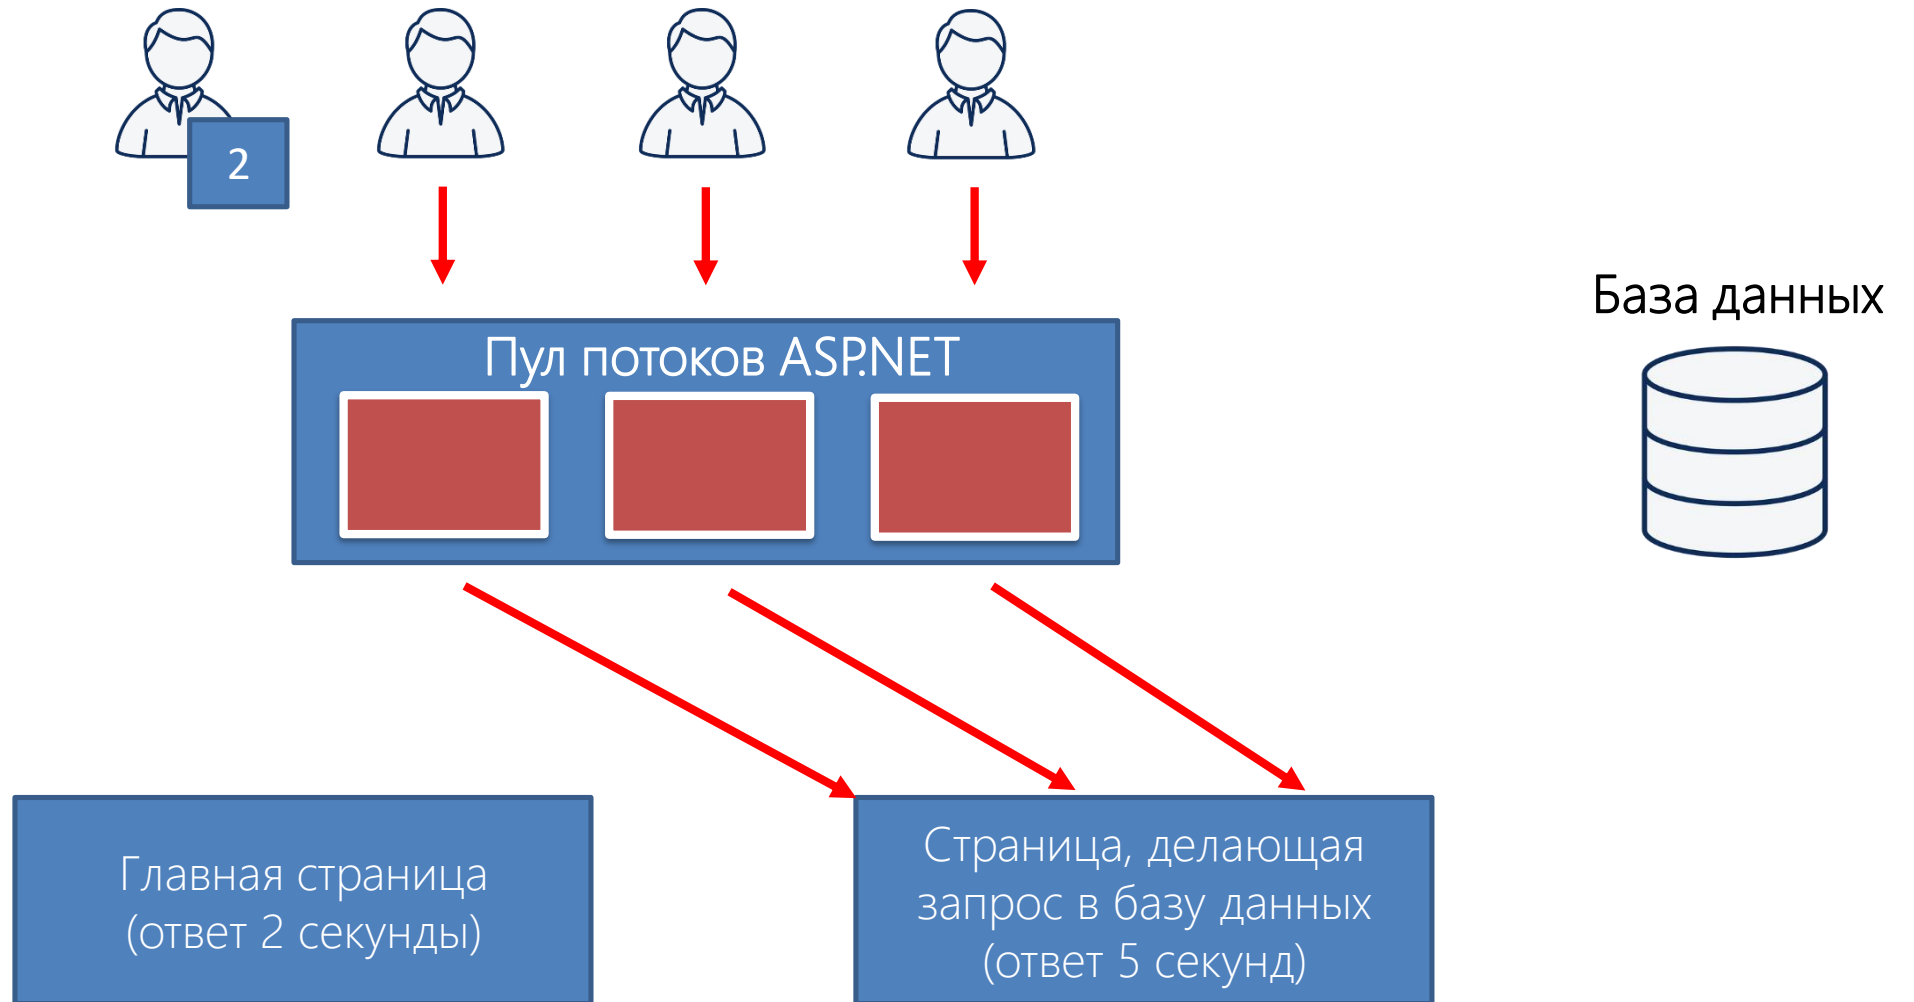 2
База данных
Пул потоков ASP.NET
Главная страница
(ответ 2 секунды)
Страница, делающая
запрос в базу данных
(ответ 5 секунд)